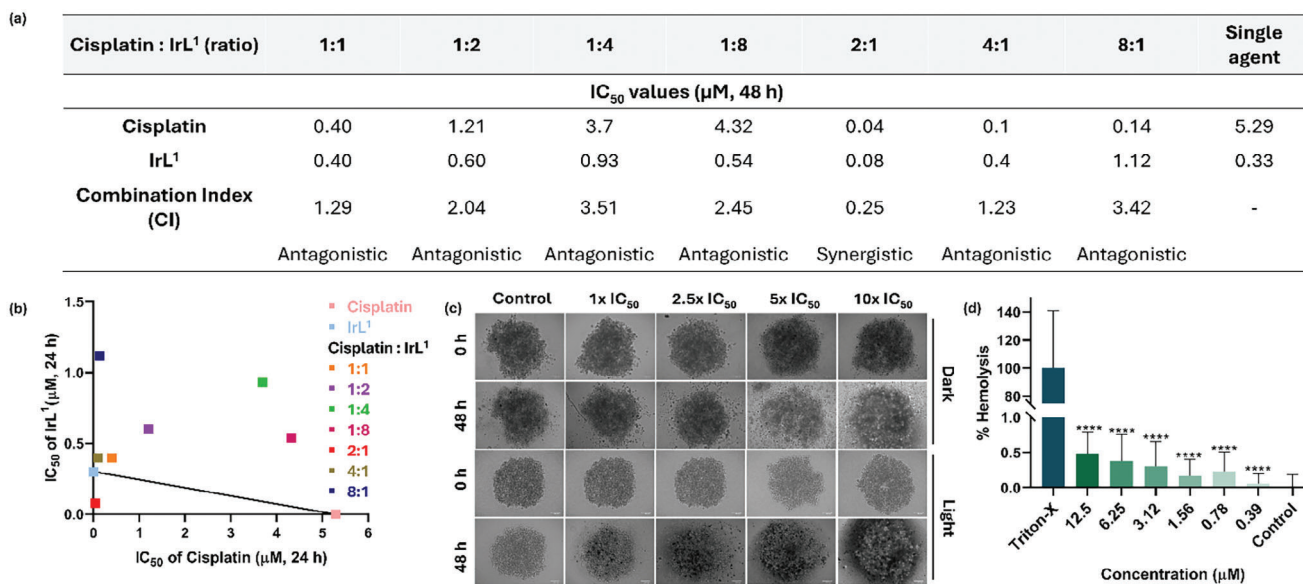 (a)
Cisplatin : IrL¹ (ratio) 1:1 1:2 1:4 1:8 2:1 4:1 8:1 Single agent
IC₅₀ values (µM, 48 h)
Cisplatin 0.40 1.21 3.7 4.32 0.04 0.1 0.14 5.29
IrL¹ 0.40 0.60 0.93 0.54 0.08 0.4 1.12 0.33
Combination Index (CI) 1.29 2.04 3.51 2.45 0.25 1.23 3.42 -
Antagonistic Antagonistic Antagonistic Antagonistic Synergistic Antagonistic Antagonistic
(b)
IC₅₀ of IrL¹(µM, 24 h)
1.5
1.0
0.5
0.0
0 1 2 3 4 5 6
IC₅₀ of Cisplatin (µM, 24 h)
Cisplatin
IrL¹
Cisplatin : IrL¹
1:1
1:2
1:4
1:8
2:1
4:1
8:1
(c)
Control 1x IC₅₀ 2.5x IC₅₀ 5x IC₅₀ 10x IC₅₀
0 h
48 h
Dark
0 h
48 h
Light
(d)
% Hemolysis
140
120
100
80
1.0
0.5
0.0
**** **** **** **** **** ****
Triton-X 12.5 6.25 3.12 1.56 0.78 0.39 Control
Concentration (µM)